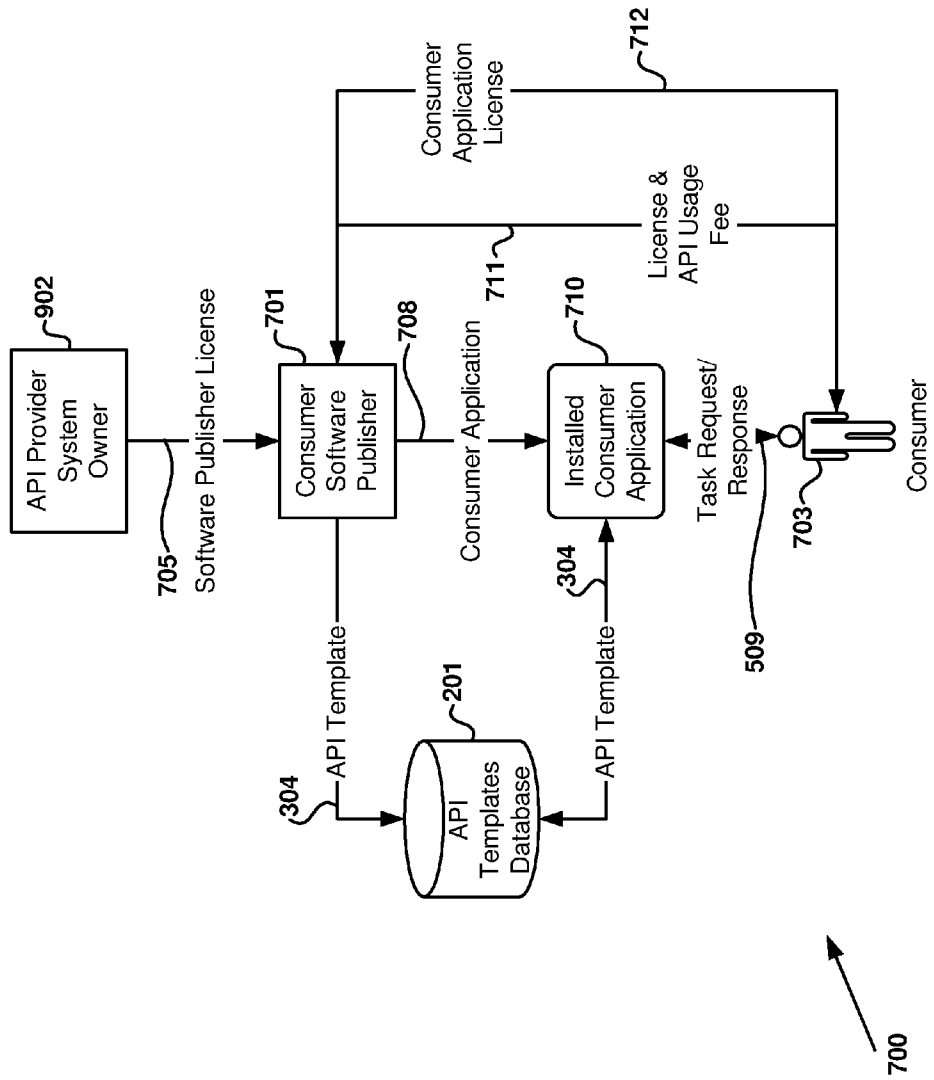 902
API Provider
System
Owner
705
Software Publisher License
701
Consumer
Software
Publisher
708
Consumer Application
710
Installed
Consumer
Application
Task Request/
Response
509
703
Consumer
304
API Template
201
API
Templates
Database
304
API Template
711
License &
API Usage
Fee
712
Consumer
Application
License
700